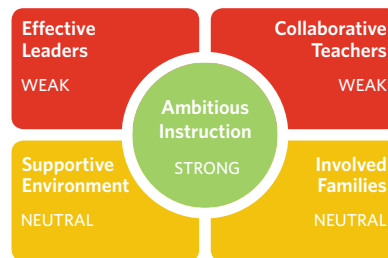 Effective
Leaders
WEAK
Collaborative
Teachers
WEAK
Ambitious
Instruction
STRONG
Supportive
Environment
NEUTRAL
Involved
Families
NEUTRAL